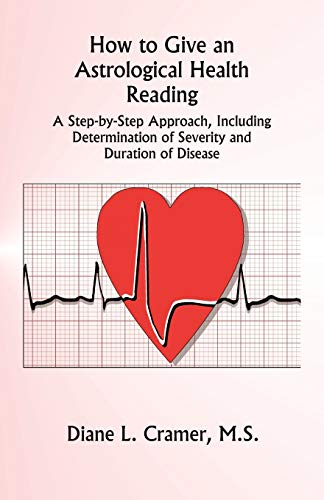 How to Give an
Astrological Health
Reading
A Step-by-Step Approach, Including
Determination of Severity and
Duration of Disease
Diane L. Cramer, M.S.